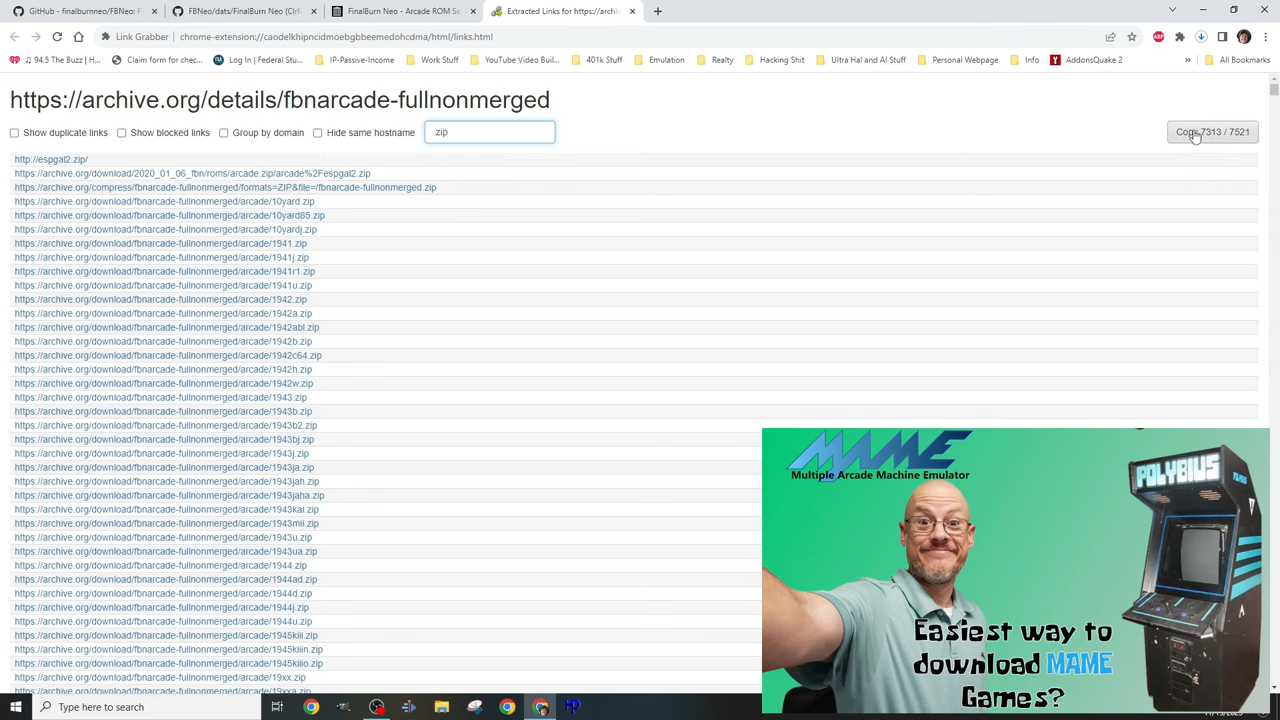 GitHub - finalburnneo/FBNeo: F
FBNeo/dats/FinalBurn Neo (ClrM
FinalBurn Neo - Arcade ROM Se
Extracted Links for https://archiv
Link Grabber
chrome-extension://caodelkhipncidmoebgbbeemedohcdma/html/links.html
94.5 The Buzz | H...
Claim form for chec...
Log In | Federal Stu...
IP-Passive-Income
Work Stuff
YouTube Video Buil...
401k Stuff
Emulation
Realty
Hacking Shit
Ultra Hal and AI Stuff
Personal Webpage
Info
AddonsQuake 2
»
All Bookmarks
https://archive.org/details/fbnarcade-fullnonmerged
Show duplicate links
Show blocked links
Group by domain
Hide same hostname
.zip
Copy 7313 / 7521
http://espgal2.zip/
https://archive.org/download/2020_01_06_fbn/roms/arcade.zip/arcade%2Fespgal2.zip
https://archive.org/compress/fbnarcade-fullnonmerged/formats=ZIP&file=/fbnarcade-fullnonmerged.zip
https://archive.org/download/fbnarcade-fullnonmerged/arcade/10yard.zip
https://archive.org/download/fbnarcade-fullnonmerged/arcade/10yard85.zip
https://archive.org/download/fbnarcade-fullnonmerged/arcade/10yardj.zip
https://archive.org/download/fbnarcade-fullnonmerged/arcade/1941.zip
https://archive.org/download/fbnarcade-fullnonmerged/arcade/1941j.zip
https://archive.org/download/fbnarcade-fullnonmerged/arcade/1941r1.zip
https://archive.org/download/fbnarcade-fullnonmerged/arcade/1941u.zip
https://archive.org/download/fbnarcade-fullnonmerged/arcade/1942.zip
https://archive.org/download/fbnarcade-fullnonmerged/arcade/1942a.zip
https://archive.org/download/fbnarcade-fullnonmerged/arcade/1942abl.zip
https://archive.org/download/fbnarcade-fullnonmerged/arcade/1942b.zip
https://archive.org/download/fbnarcade-fullnonmerged/arcade/1942c64.zip
https://archive.org/download/fbnarcade-fullnonmerged/arcade/1942h.zip
https://archive.org/download/fbnarcade-fullnonmerged/arcade/1942w.zip
https://archive.org/download/fbnarcade-fullnonmerged/arcade/1943.zip
https://archive.org/download/fbnarcade-fullnonmerged/arcade/1943b.zip
https://archive.org/download/fbnarcade-fullnonmerged/arcade/1943b2.zip
https://archive.org/download/fbnarcade-fullnonmerged/arcade/1943bj.zip
https://archive.org/download/fbnarcade-fullnonmerged/arcade/1943j.zip
https://archive.org/download/fbnarcade-fullnonmerged/arcade/1943ja.zip
https://archive.org/download/fbnarcade-fullnonmerged/arcade/1943jah.zip
https://archive.org/download/fbnarcade-fullnonmerged/arcade/1943jaha.zip
https://archive.org/download/fbnarcade-fullnonmerged/arcade/1943kai.zip
https://archive.org/download/fbnarcade-fullnonmerged/arcade/1943mii.zip
https://archive.org/download/fbnarcade-fullnonmerged/arcade/1943u.zip
https://archive.org/download/fbnarcade-fullnonmerged/arcade/1943ua.zip
https://archive.org/download/fbnarcade-fullnonmerged/arcade/1944.zip
https://archive.org/download/fbnarcade-fullnonmerged/arcade/1944ad.zip
https://archive.org/download/fbnarcade-fullnonmerged/arcade/1944d.zip
https://archive.org/download/fbnarcade-fullnonmerged/arcade/1944j.zip
https://archive.org/download/fbnarcade-fullnonmerged/arcade/1944u.zip
https://archive.org/download/fbnarcade-fullnonmerged/arcade/1945kiii.zip
https://archive.org/download/fbnarcade-fullnonmerged/arcade/1945kiiin.zip
https://archive.org/download/fbnarcade-fullnonmerged/arcade/1945kiiio.zip
https://archive.org/download/fbnarcade-fullnonmerged/arcade/19xx.zip
https://archive.org/download/fbnarcade-fullnonmerged/arcade/19xxa.zip
MAME
Multiple Arcade Machine Emulator
POLYBIUS
Easiest way to
download MAME
Games?
Type here to search